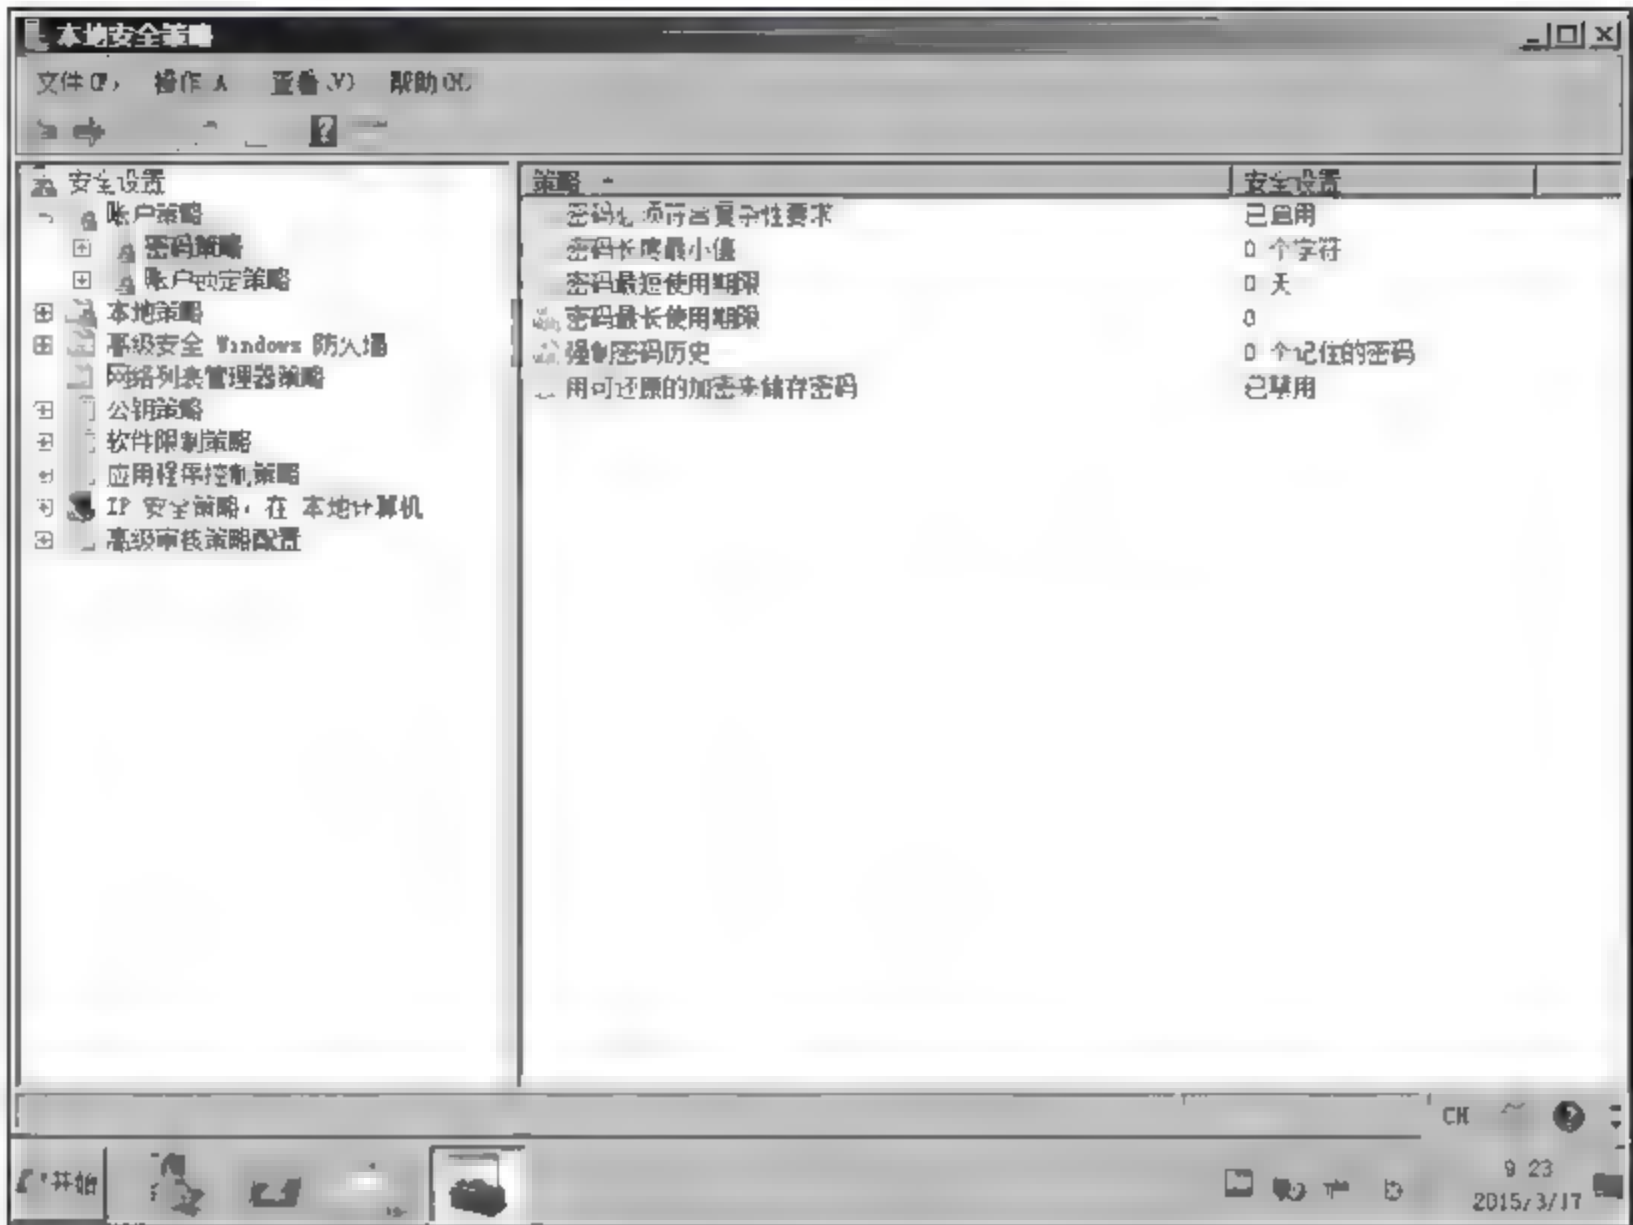 本地安全策略
文件(F) 操作(A) 查看(V) 帮助(H)
安全设置
账户策略
密码策略
账户锁定策略
本地策略
高级安全 Windows 防火墙
网络列表管理器策略
公钥策略
软件限制策略
应用程序控制策略
IP 安全策略，在 本地计算机
高级审核策略配置
策略 安全设置
密码必须符合复杂性要求 已启用
密码长度最小值 0 个字符
密码最短使用期限 0 天
密码最长使用期限 0
强制密码历史 0 个记住的密码
用可还原的加密来储存密码 已禁用
CH
开始
9:23
2015/3/17